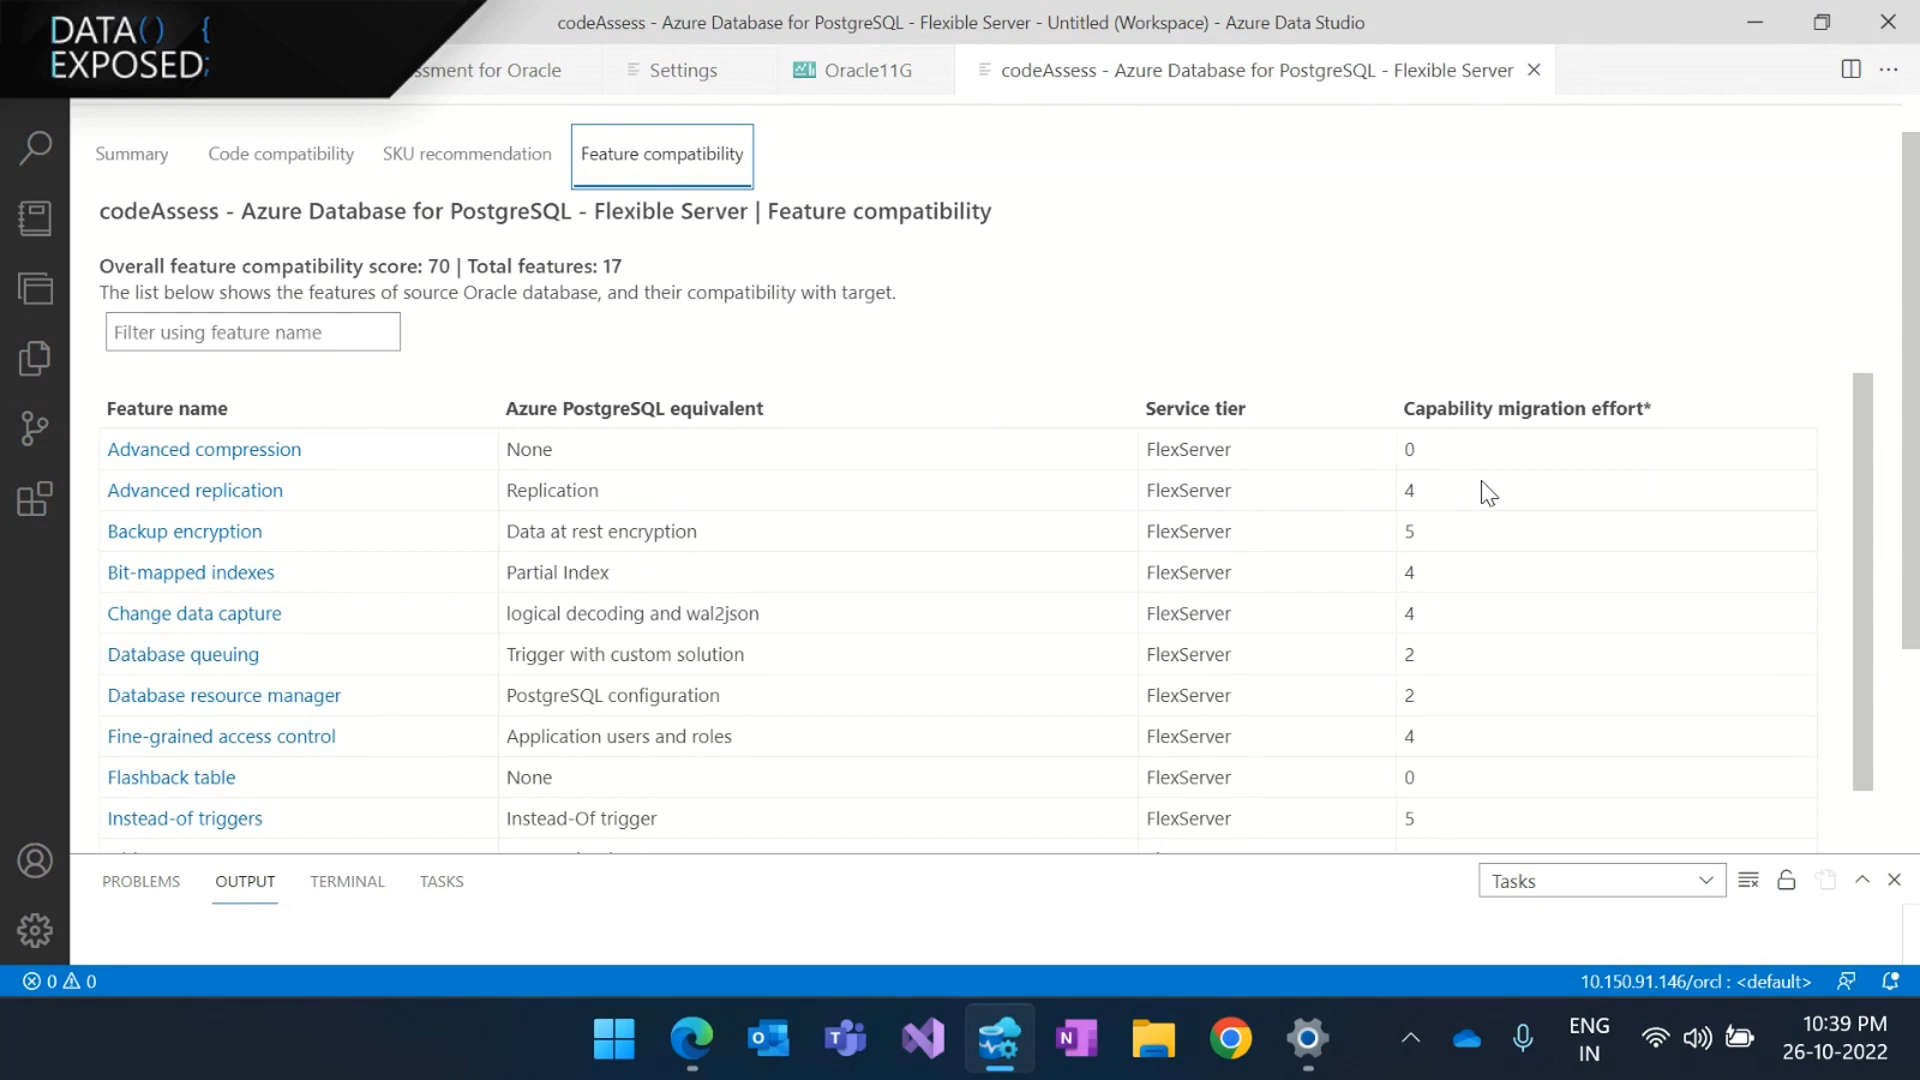 DATA() {
EXPOSED;
codeAssess - Azure Database for PostgreSQL - Flexible Server - Untitled (Workspace) - Azure Data Studio
ssment for Oracle
Settings
Oracle11G
codeAssess - Azure Database for PostgreSQL - Flexible Server
Summary
Code compatibility
SKU recommendation
Feature compatibility
codeAssess - Azure Database for PostgreSQL - Flexible Server | Feature compatibility
Overall feature compatibility score: 70 | Total features: 17
The list below shows the features of source Oracle database, and their compatibility with target.
Filter using feature name
Feature name Azure PostgreSQL equivalent Service tier Capability migration effort*
Advanced compression None FlexServer 0
Advanced replication Replication FlexServer 4
Backup encryption Data at rest encryption FlexServer 5
Bit-mapped indexes Partial Index FlexServer 4
Change data capture logical decoding and wal2json FlexServer 4
Database queuing Trigger with custom solution FlexServer 2
Database resource manager PostgreSQL configuration FlexServer 2
Fine-grained access control Application users and roles FlexServer 4
Flashback table None FlexServer 0
Instead-of triggers Instead-Of trigger FlexServer 5
PROBLEMS OUTPUT TERMINAL TASKS
Tasks
0 0
10.150.91.146/orcl : <default>
ENG
IN
10:39 PM
26-10-2022